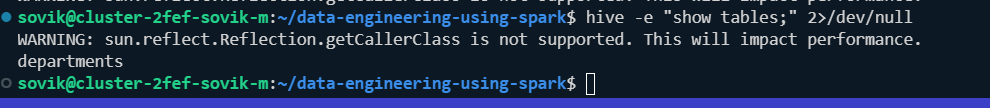 sovik@cluster-2fef-sovik-m:~/data-engineering-using-spark$ hive -e "show tables;" 2>/dev/null
WARNING: sun.reflect.Reflection.getCallerClass is not supported. This will impact performance.
departments
sovik@cluster-2fef-sovik-m:~/data-engineering-using-spark$